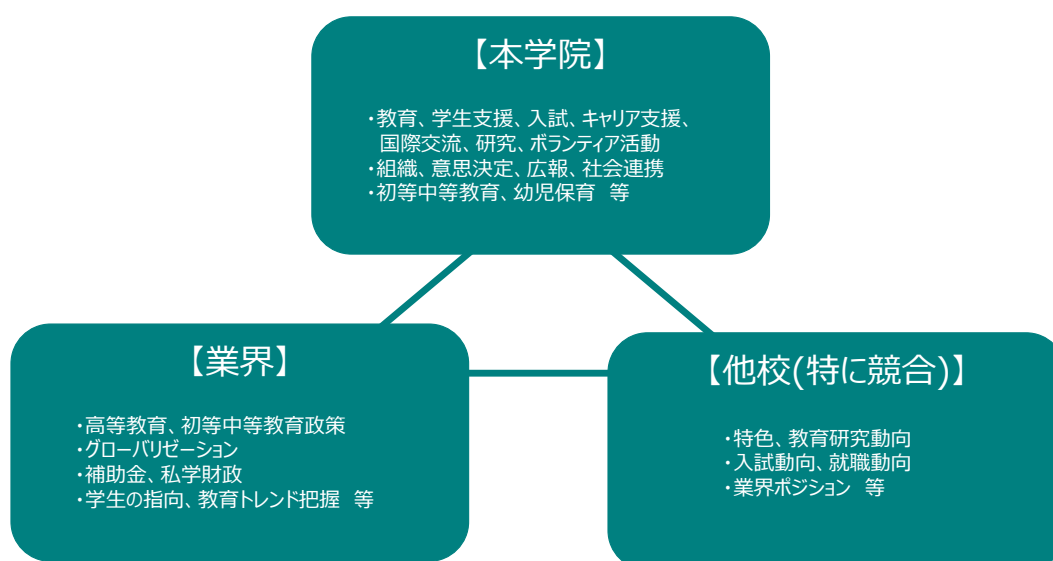 【本学院】
・教育、学生支援、入試、キャリア支援、
国際交流、研究、ボランティア活動
・組織、意思決定、広報、社会連携
・初等中等教育、幼児保育　等
【業界】
・高等教育、初等中等教育政策
・グローバリゼーション
・補助金、私学財政
・学生の指向、教育トレンド把握　等
【他校(特に競合)】
・特色、教育研究動向
・入試動向、就職動向
・業界ポジション　等